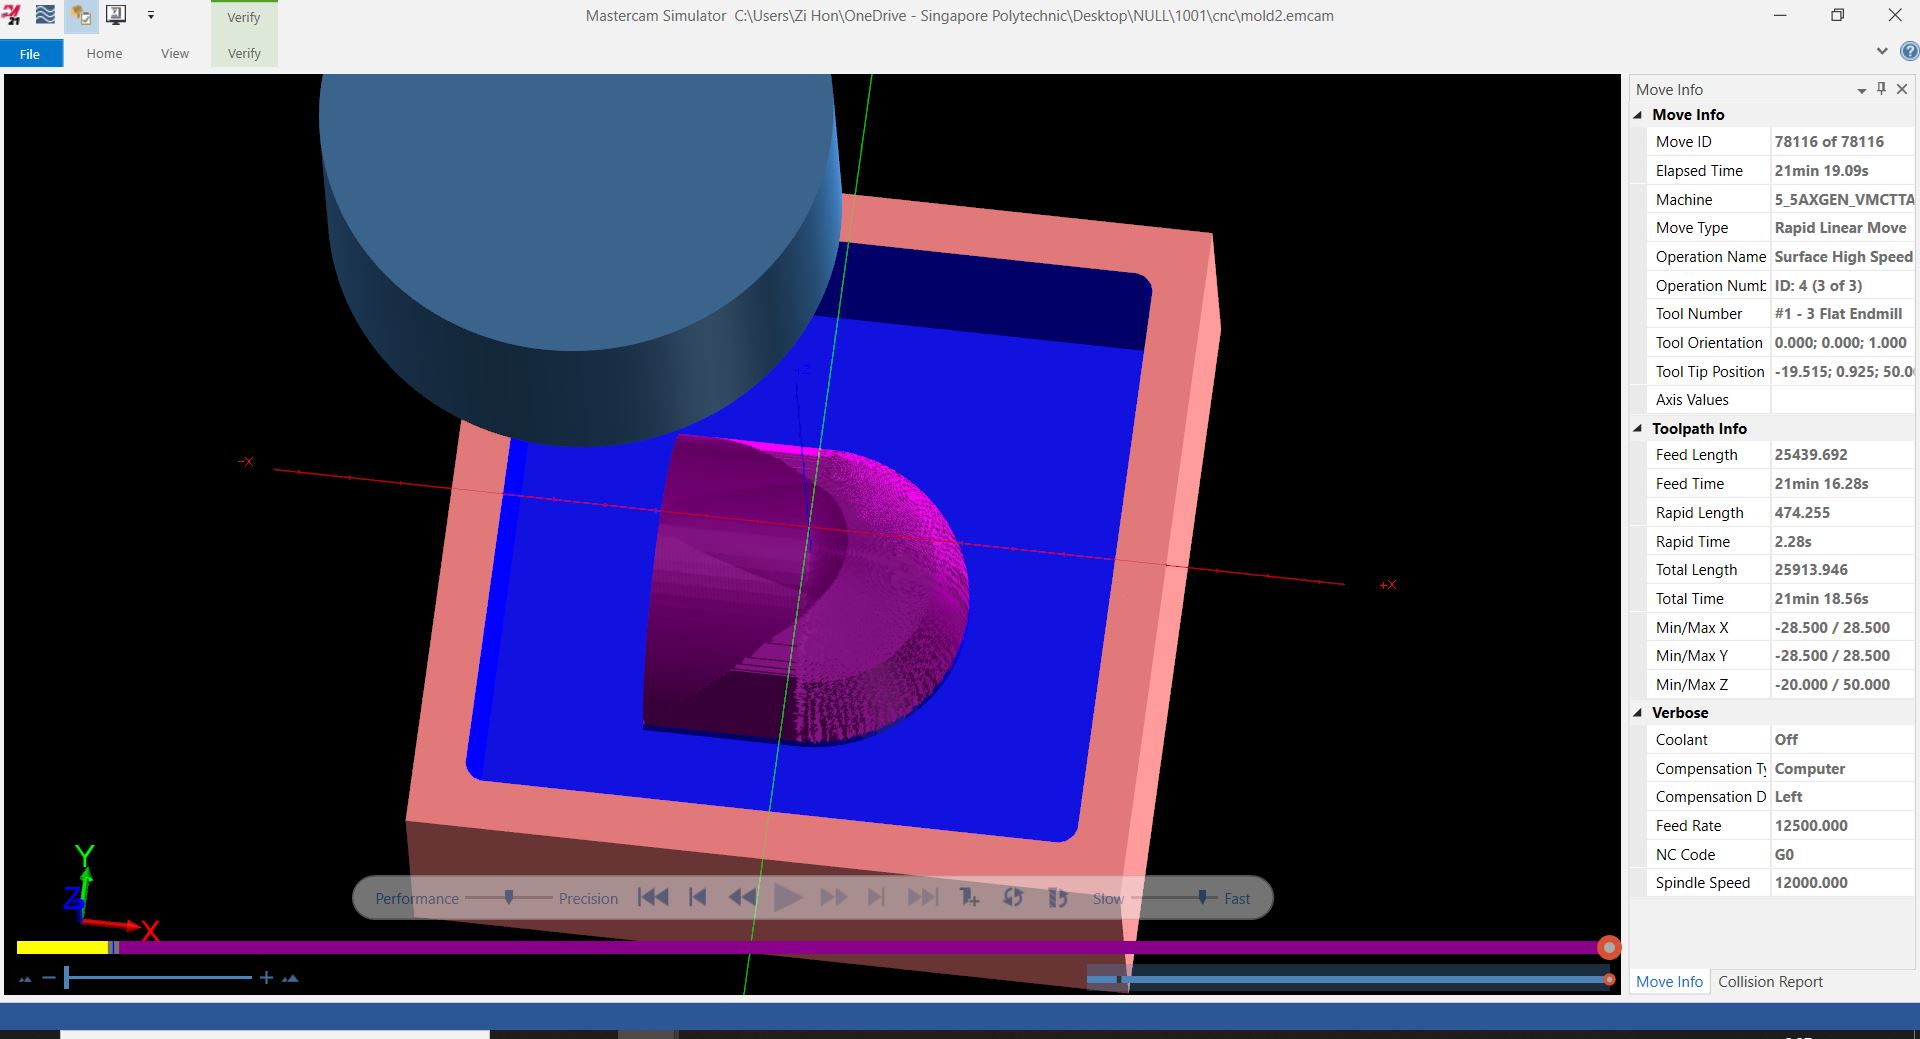 21
Verify
Mastercam Simulator C:\Users\Zi Hon\OneDrive - Singapore Polytechnic\Desktop\NULL\1001\cnc\mold2.emcam
File
Home
View
Verify
Move Info
Move Info
Move ID 78116 of 78116
Elapsed Time 21min 19.09s
Machine 5_5AXGEN_VMCTTA
Move Type Rapid Linear Move
Operation Name Surface High Speed
Operation Numb ID: 4 (3 of 3)
Tool Number #1 - 3 Flat Endmill
Tool Orientation 0.000; 0.000; 1.000
Tool Tip Position -19.515; 0.925; 50.0
Axis Values
Toolpath Info
Feed Length 25439.692
Feed Time 21min 16.28s
Rapid Length 474.255
Rapid Time 2.28s
Total Length 25913.946
Total Time 21min 18.56s
Min/Max X -28.500 / 28.500
Min/Max Y -28.500 / 28.500
Min/Max Z -20.000 / 50.000
Verbose
Coolant Off
Compensation Ty Computer
Compensation D Left
Feed Rate 12500.000
NC Code G0
Spindle Speed 12000.000
Move Info
Collision Report
+Z
-X
+X
Y
Z
X
Performance
Precision
Slow
Fast